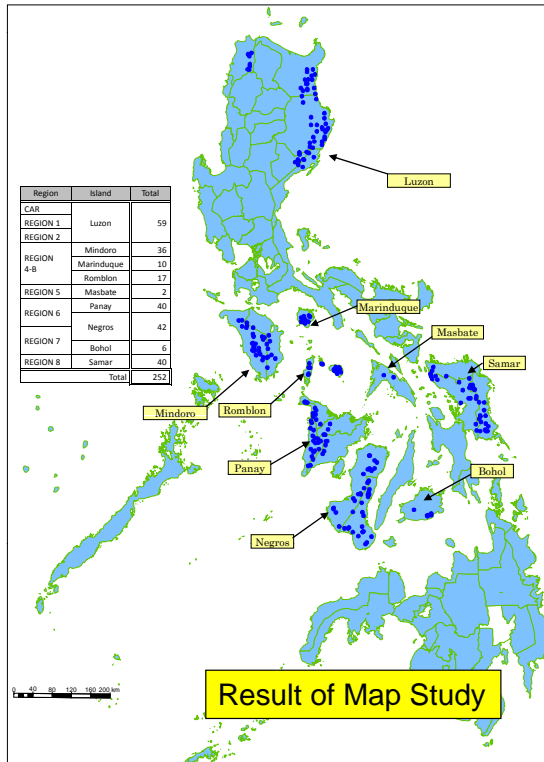 Luzon
Region Island Total
CAR
REGION 1 Luzon 59
REGION 2
Mindoro 36
REGION 4-B Marinduque 10
Romblon 17
REGION 5 Masbate 2
REGION 6 Panay 40
Negros 42
REGION 7
Bohol 6
REGION 8 Samar 40
Total 252
Marinduque
Masbate
Samar
Mindoro
Romblon
Panay
Bohol
Negros
Result of Map Study
0 40 80 120 160 200 km